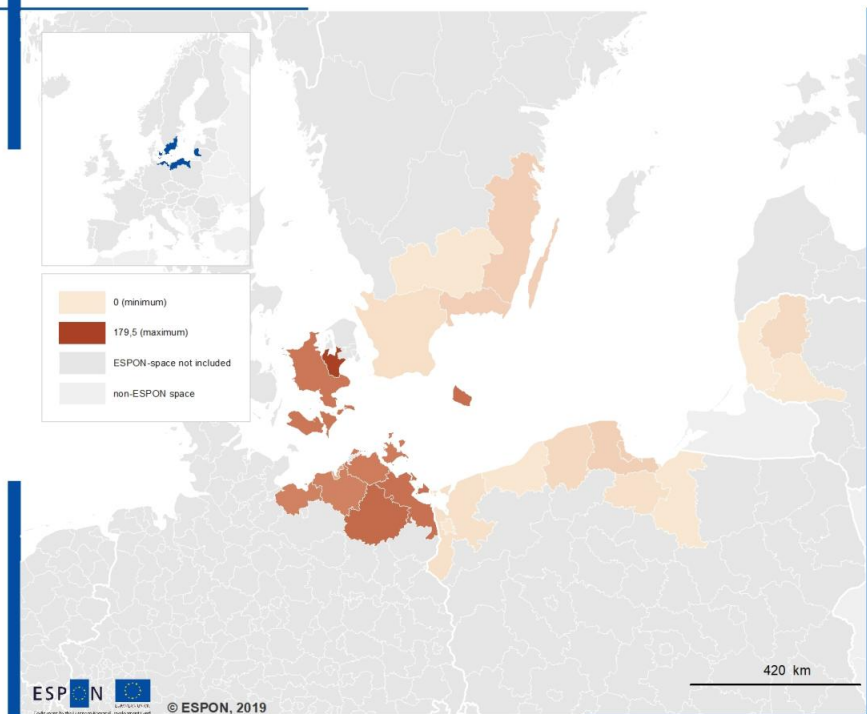 0 (minimum)
179,5 (maximum)
ESPON-space not included
non-ESPON space
420 km
ESPON
© ESPON, 2019